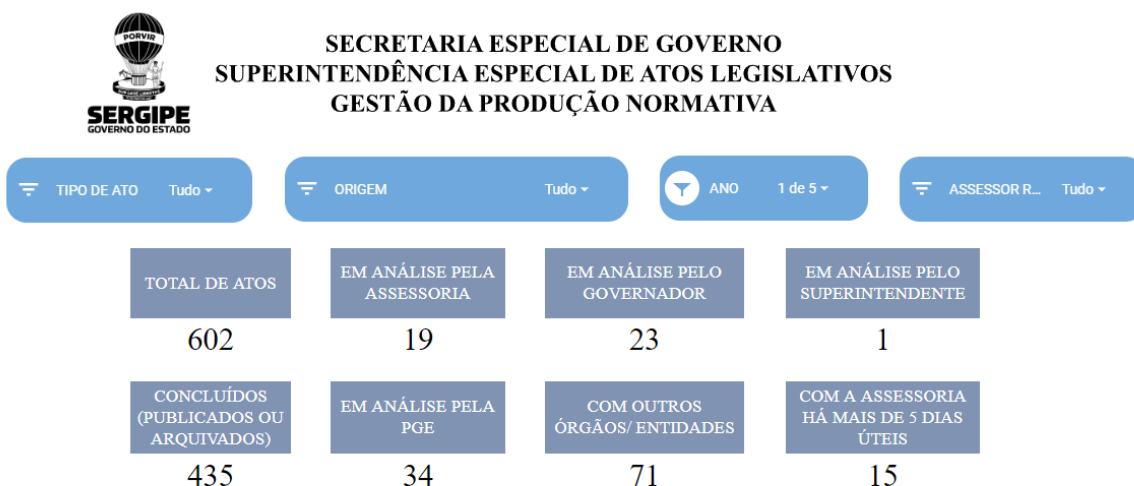 PORVIR
SERGIPE
GOVERNO DO ESTADO
SECRETARIA ESPECIAL DE GOVERNO
SUPERINTENDÊNCIA ESPECIAL DE ATOS LEGISLATIVOS
GESTÃO DA PRODUÇÃO NORMATIVA
TIPO DE ATO Tudo
ORIGEM Tudo
ANO 1 de 5
ASSESSOR R... Tudo
TOTAL DE ATOS
602
EM ANÁLISE PELA
ASSESSORIA
19
EM ANÁLISE PELO
GOVERNADOR
23
EM ANÁLISE PELO
SUPERINTENDENTE
1
CONCLUÍDOS
(PUBLICADOS OU
ARQUIVADOS)
435
EM ANÁLISE PELA
PGE
34
COM OUTROS
ÓRGÃOS/ ENTIDADES
71
COM A ASSESSORIA
HÁ MAIS DE 5 DIAS
ÚTEIS
15